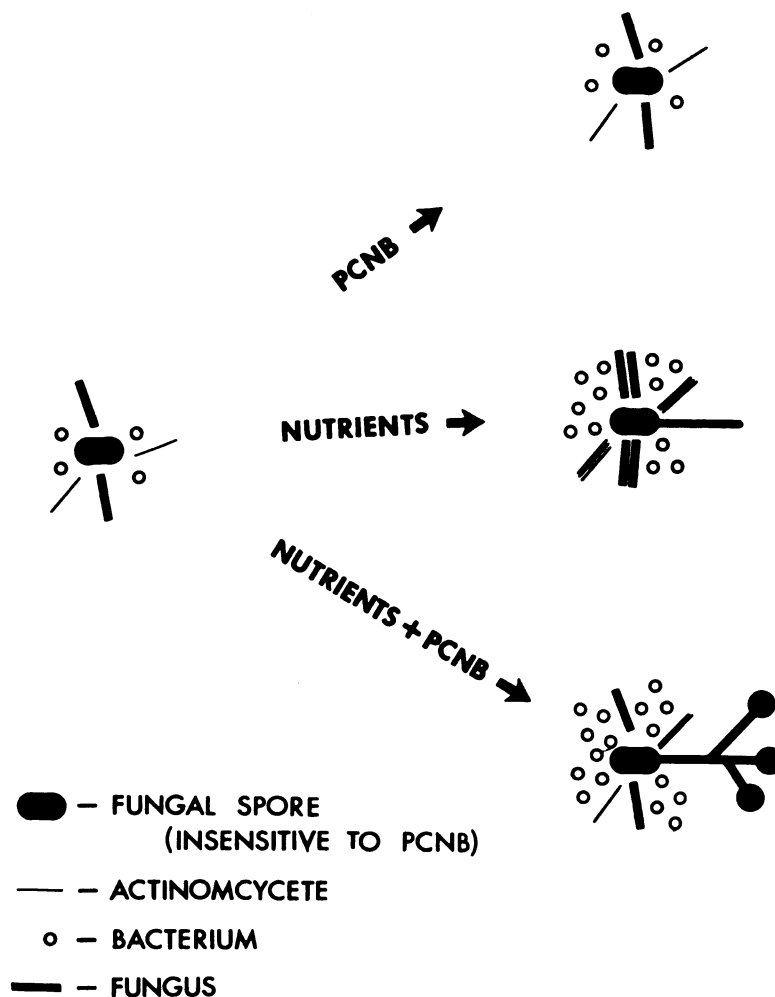 PCNB
NUTRIENTS
NUTRIENTS + PCNB
— FUNGAL SPORE
(INSENSITIVE TO PCNB)
— ACTINOMCYCETE
— BACTERIUM
— FUNGUS